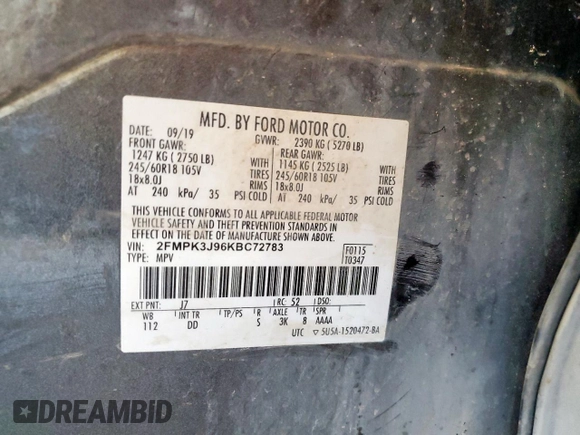 MFD. BY FORD MOTOR CO.
DATE: 09/19 GVWR: 2390 KG ( 5270 LB)
FRONT GAWR: REAR GAWR:
1247 KG ( 2750 LB) WITH 1145 KG ( 2525 LB) WITH
245/60R18 105V TIRES 245/60R18 105V TIRES
18x8.0J RIMS 18x8.0J RIMS
AT 240 kPa/ 35 PSI COLD AT 240 kPa/ 35 PSI COLD
THIS VEHICLE CONFORMS TO ALL APPLICABLE FEDERAL MOTOR
VEHICLE SAFETY AND THEFT PREVENTION STANDARDS IN
EFFECT ON THE DATE OF MANUFACTURE SHOWN ABOVE.
VIN: 2FMPK3J96KBC72783 F0115
TYPE: MPV T0347
EXT PNT: J7 RC: 52 DSO:
WB INT TR TP/PS R AXLE TR SPR
112 DD S 3K 8 AAAA
UTC ▽ 5U5A-1520472-BA
DREAMBID